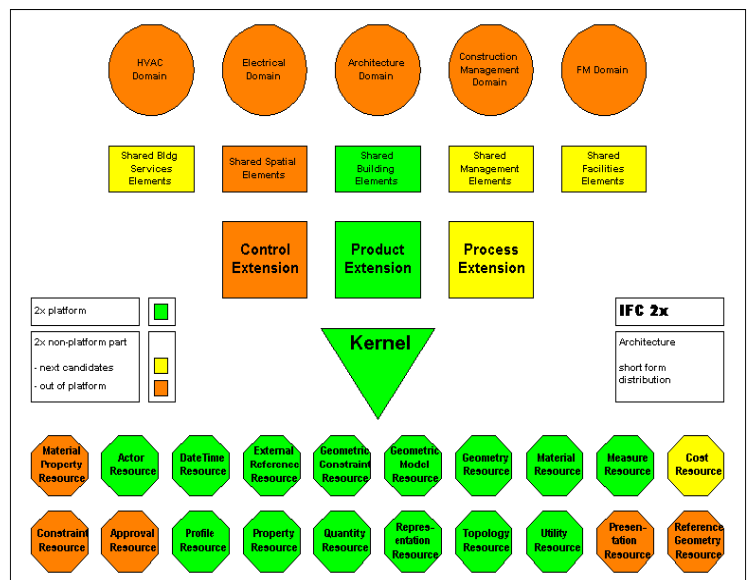 HVAC
Domain
Electrical
Domain
Architecture
Domain
Construction
Management
Domain
FM Domain
Shared Bldg
Services
Elements
Shared Spatial
Elements
Shared
Building
Elements
Shared
Management
Elements
Shared
Facilities
Elements
Control
Extension
Product
Extension
Process
Extension
2x platform
2x non-platform part
- next candidates
- out of platform
Kernel
IFC 2x
Architecture
short form
distribution
Material
Property
Resource
Actor
Resource
DateTime
Resource
External
Reference
Resource
Geometric
Constraint
Resource
Geometric
Model
Resource
Geometry
Resource
Material
Resource
Measure
Resource
Cost
Resource
Constraint
Resource
Approval
Resource
Profile
Resource
Property
Resource
Quantity
Resource
Repres-
entation
Resource
Topology
Resource
Utility
Resource
Presen-
tation
Resource
Reference
Geometry
Resource